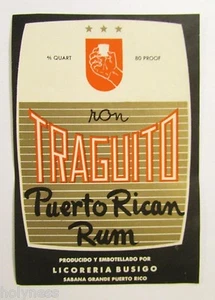 ★ ★ ★
⅘ QUART 80 PROOF
ron
TRAGUITO
Puerto Rican
Rum
PRODUCIDO Y EMBOTELLADO POR
LICORERIA BUSIGO
SABANA GRANDE PUERTO RICO
holyness